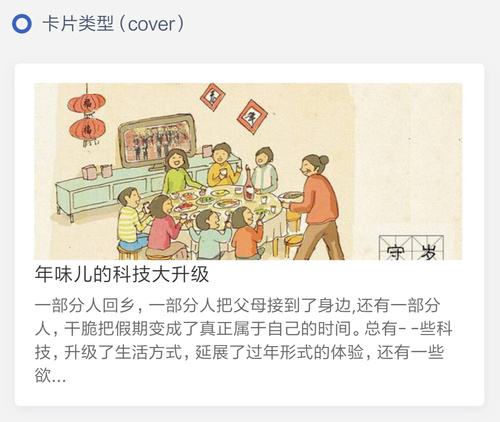 卡片类型（cover）
福
福
春
守岁
年味儿的科技大升级
一部分人回乡，一部分人把父母接到了身边,还有一部分
人，干脆把假期变成了真正属于自己的时间。总有- -些科
技，升级了生活方式，延展了过年形式的体验，还有一些
欲...